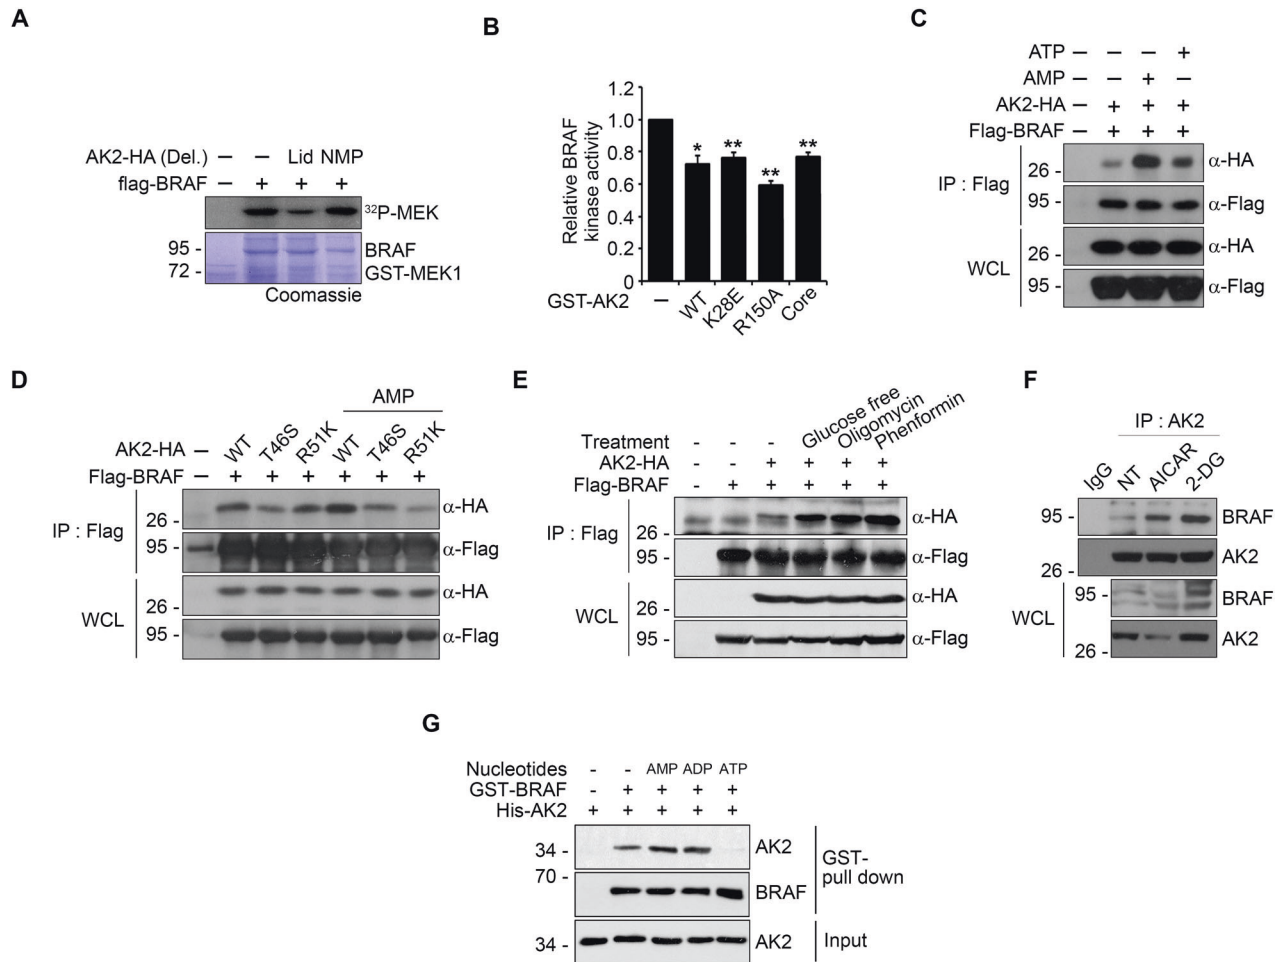 A
AK2-HA (Del.) – – Lid NMP
flag-BRAF – + + +
32P-MEK
95 - BRAF
72 - GST-MEK1
Coomassie
B
Relative BRAF
kinase activity
1.2
1.0
0.8
0.6
0.4
0.2
0
* ** ** **
GST-AK2 – WT K28E R150A Core
C
ATP – – – +
AMP – – + –
AK2-HA – + + +
Flag-BRAF – + + +
IP : Flag
26 - α-HA
95 - α-Flag
WCL
26 - α-HA
95 - α-Flag
D
AMP
AK2-HA – WT T46S R51K WT T46S R51K
Flag-BRAF – + + + + + +
IP : Flag
26 - α-HA
95 - α-Flag
WCL
26 - α-HA
95 - α-Flag
E
Treatment - - - Glucose free Oligomycin Phenformin
AK2-HA - - + + + +
Flag-BRAF - + + + + +
IP : Flag
26 - α-HA
95 - α-Flag
WCL
26 - α-HA
95 - α-Flag
F
IP : AK2
IgG NT AICAR 2-DG
95 - BRAF
26 - AK2
WCL
95 - BRAF
26 - AK2
G
Nucleotides - - AMP ADP ATP
GST-BRAF - + + + +
His-AK2 + + + + +
34 - AK2
70 - BRAF
GST-
pull down
34 - AK2
Input